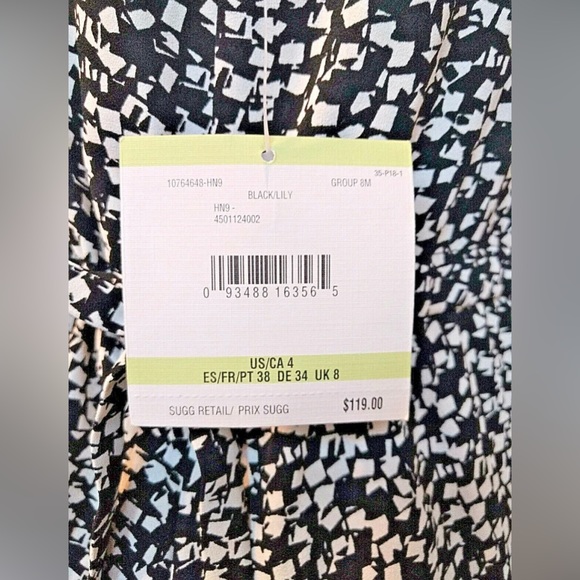 35-P18-1
10764648-HN9 GROUP 8M
BLACK/LILY
HN9 -
4501124002
0 93488 16356 5
US/CA 4
ES/FR/PT 38 DE 34 UK 8
SUGG RETAIL/ PRIX SUGG $119.00